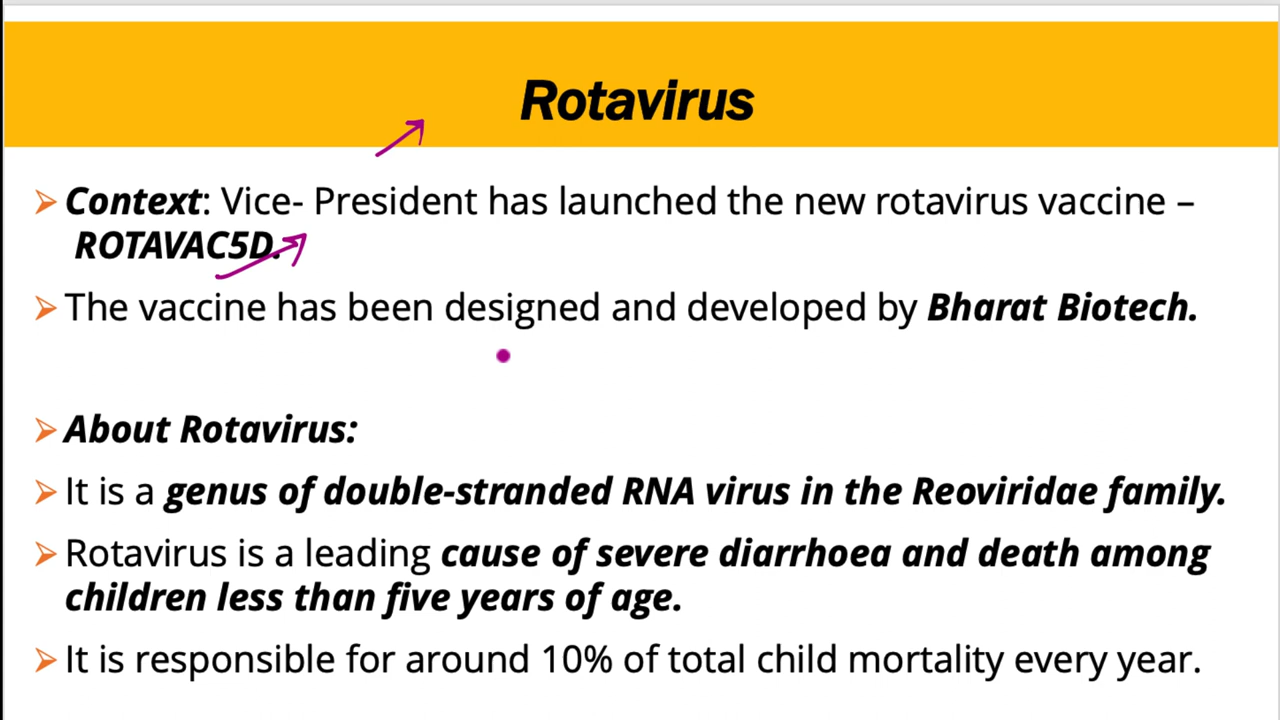 Rotavirus
Context: Vice- President has launched the new rotavirus vaccine –
ROTAVAC5D.
The vaccine has been designed and developed by Bharat Biotech.
About Rotavirus:
It is a genus of double-stranded RNA virus in the Reoviridae family.
Rotavirus is a leading cause of severe diarrhoea and death among
children less than five years of age.
It is responsible for around 10% of total child mortality every year.